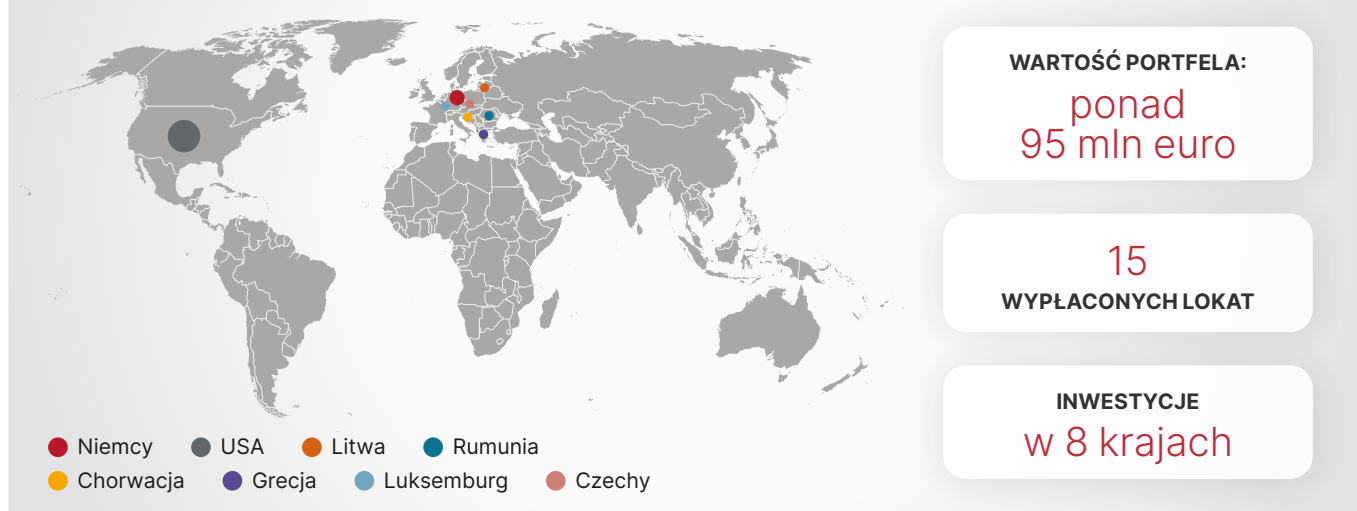 WARTOŚĆ PORTFELA:
ponad
95 mln euro
15
WYPŁACONYCH LOKAT
INWESTYCJE
w 8 krajach
Niemcy
USA
Litwa
Rumunia
Chorwacja
Grecja
Luksemburg
Czechy